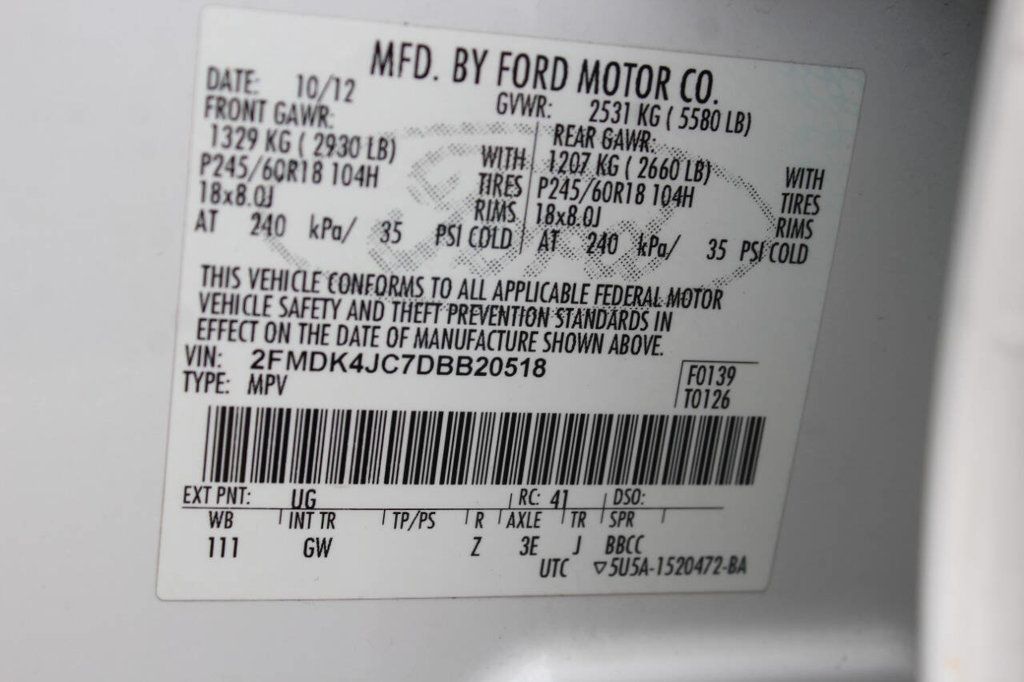 MFD. BY FORD MOTOR CO.
DATE: 10/12 GVWR: 2531 KG ( 5580 LB)
FRONT GAWR: REAR GAWR:
1329 KG ( 2930 LB) WITH 1207 KG ( 2660 LB) WITH
P245/60R18 104H TIRES P245/60R18 104H TIRES
18x8.0J RIMS 18x8.0J RIMS
AT 240 kPa/ 35 PSI COLD AT 240 kPa/ 35 PSI COLD
THIS VEHICLE CONFORMS TO ALL APPLICABLE FEDERAL MOTOR
VEHICLE SAFETY AND THEFT PREVENTION STANDARDS IN
EFFECT ON THE DATE OF MANUFACTURE SHOWN ABOVE.
VIN: 2FMDK4JC7DBB20518
TYPE: MPV
F0139
T0126
EXT PNT: UG RC: 41 DSO:
WB INT TR TP/PS R AXLE TR SPR
111 GW Z 3E J BBCC
UTC ▽5U5A-1520472-BA
Ford